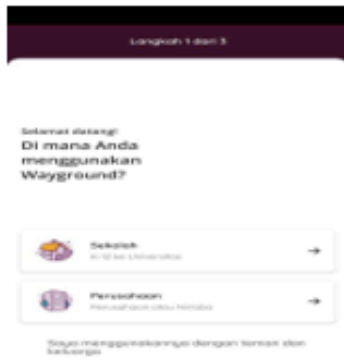 Langkah 1 dari 3
Selamat datang!
Di mana Anda
menggunakan
Wayground?
Sekolah
K-12 ke Universitas
Perusahaan
Perusahaan atau Nirlaba
Saya menggunakannya dengan teman dan
keluarga